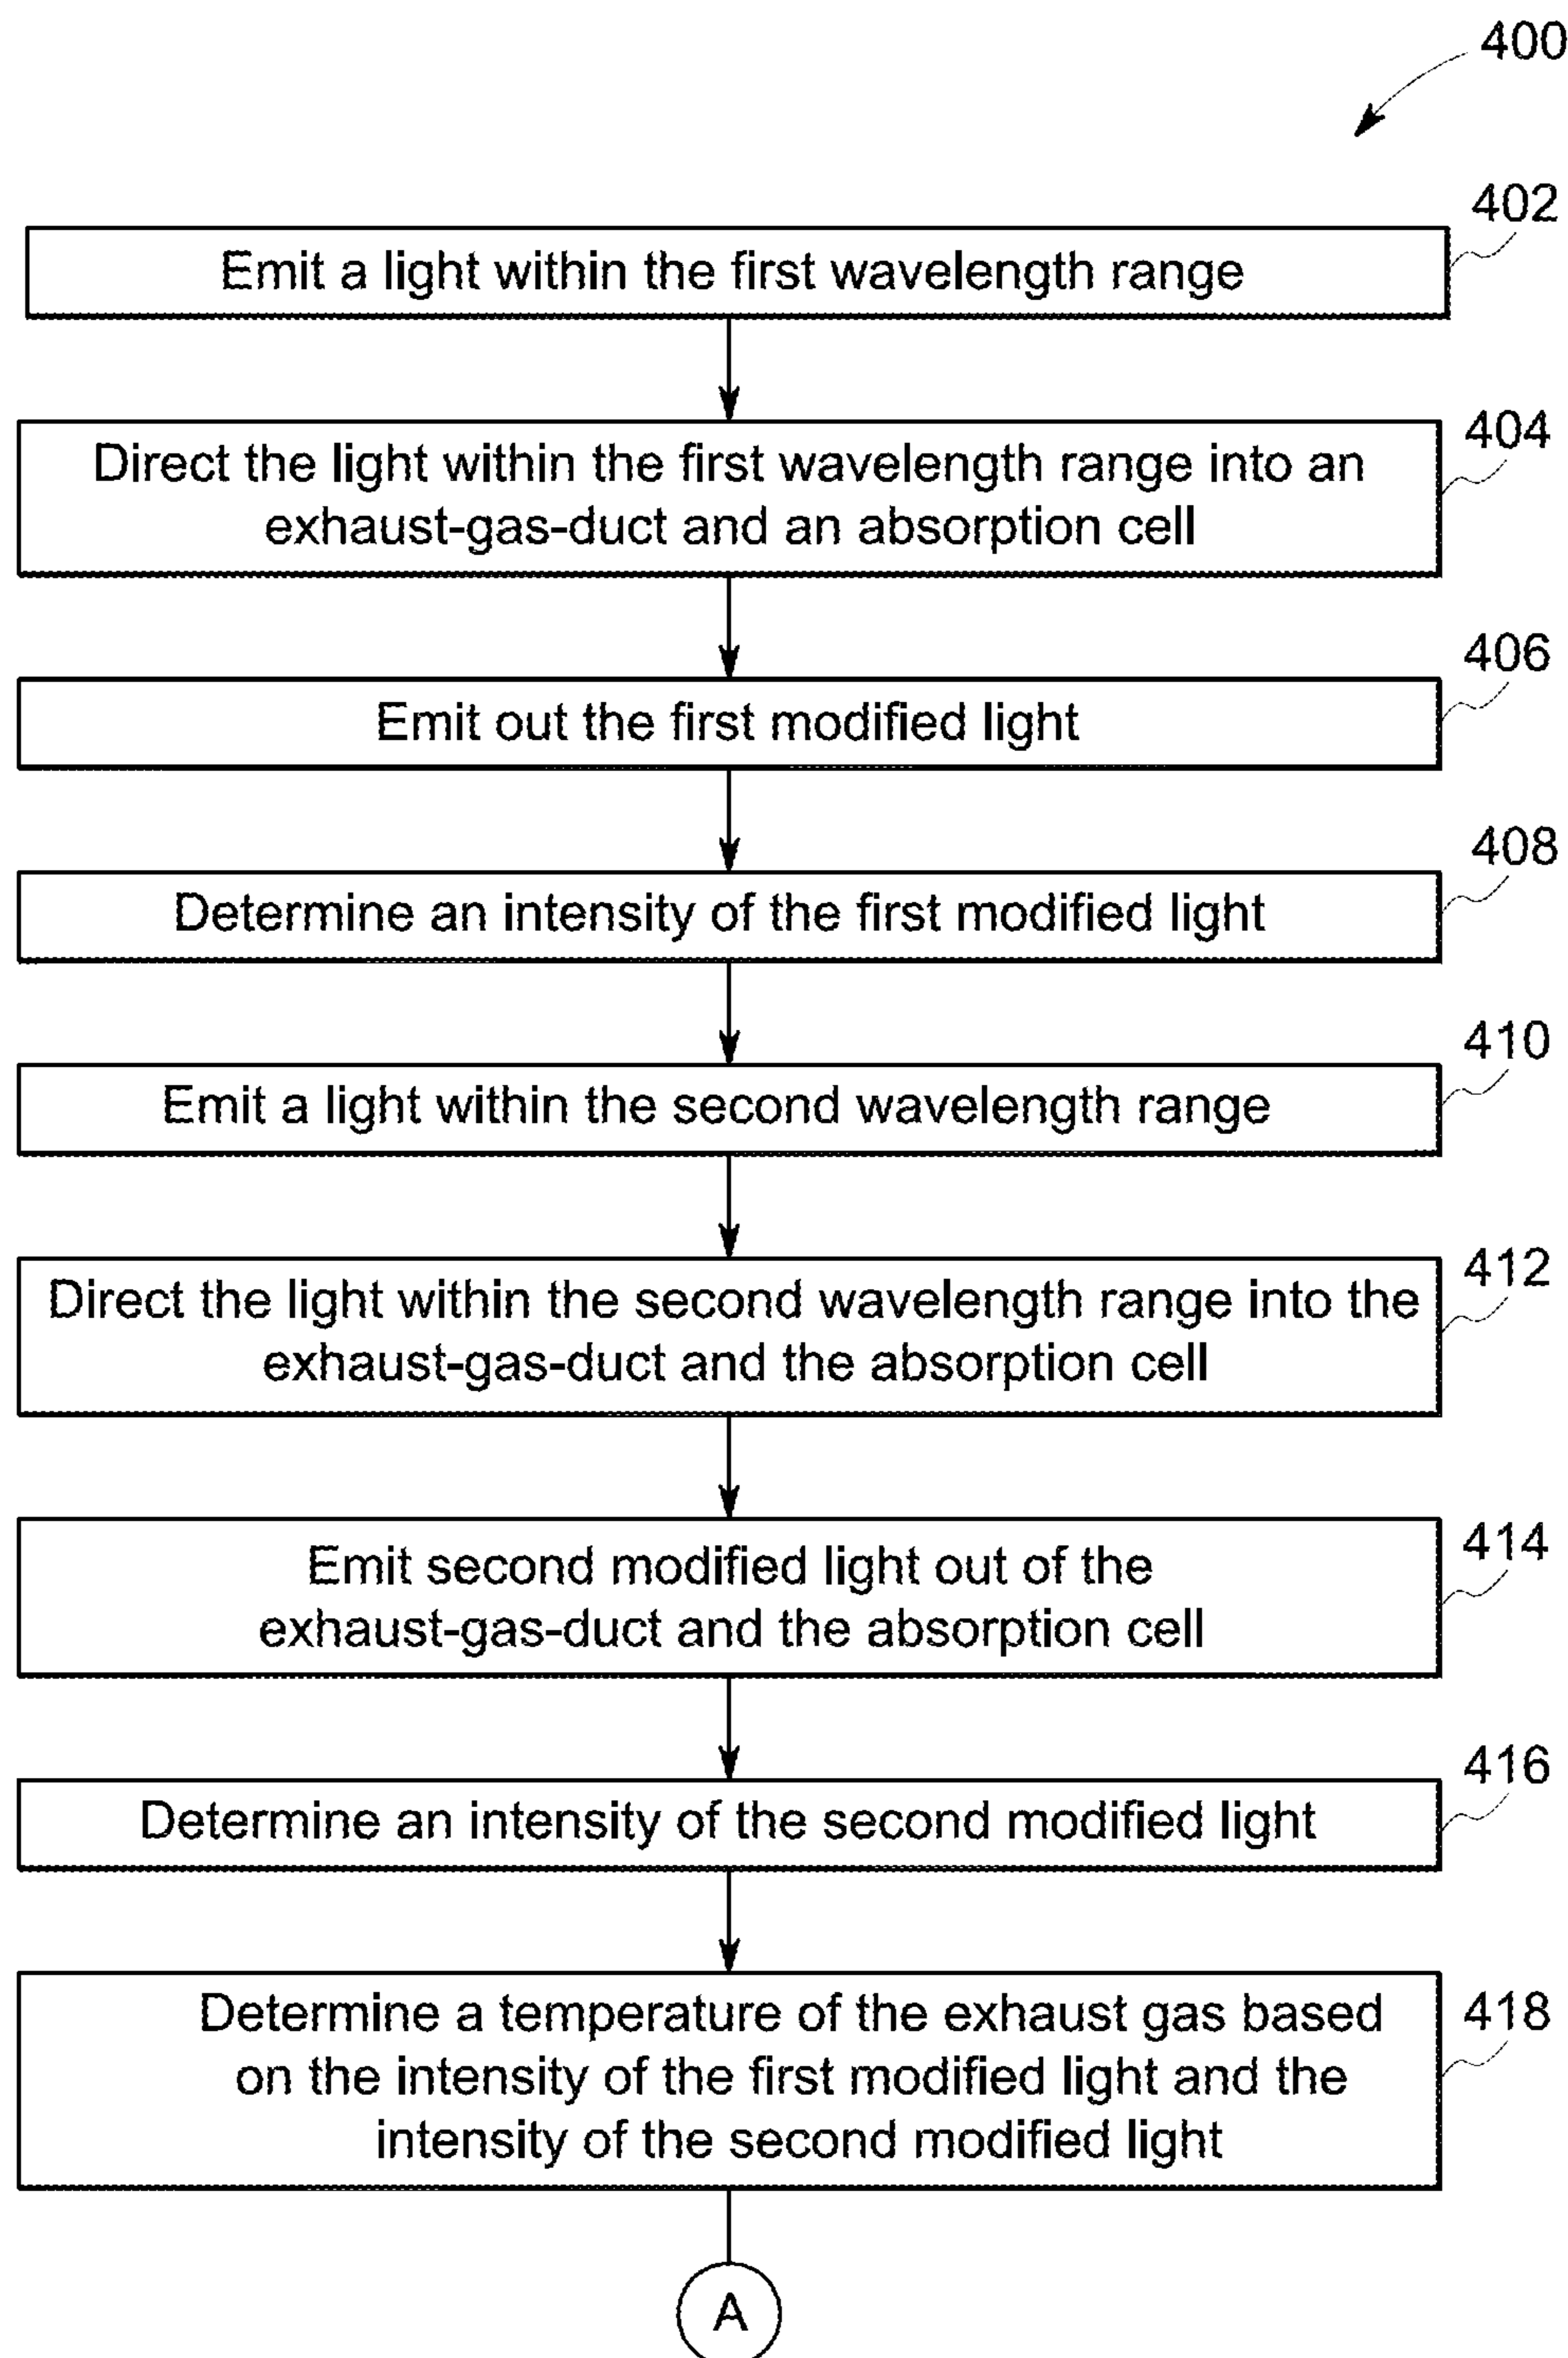 400
402
Emit a light within the first wavelength range
404
Direct the light within the first wavelength range into an
exhaust-gas-duct and an absorption cell
406
Emit out the first modified light
408
Determine an intensity of the first modified light
410
Emit a light within the second wavelength range
412
Direct the light within the second wavelength range into the
exhaust-gas-duct and the absorption cell
414
Emit second modified light out of the
exhaust-gas-duct and the absorption cell
416
Determine an intensity of the second modified light
418
Determine a temperature of the exhaust gas based
on the intensity of the first modified light and the
intensity of the second modified light
A